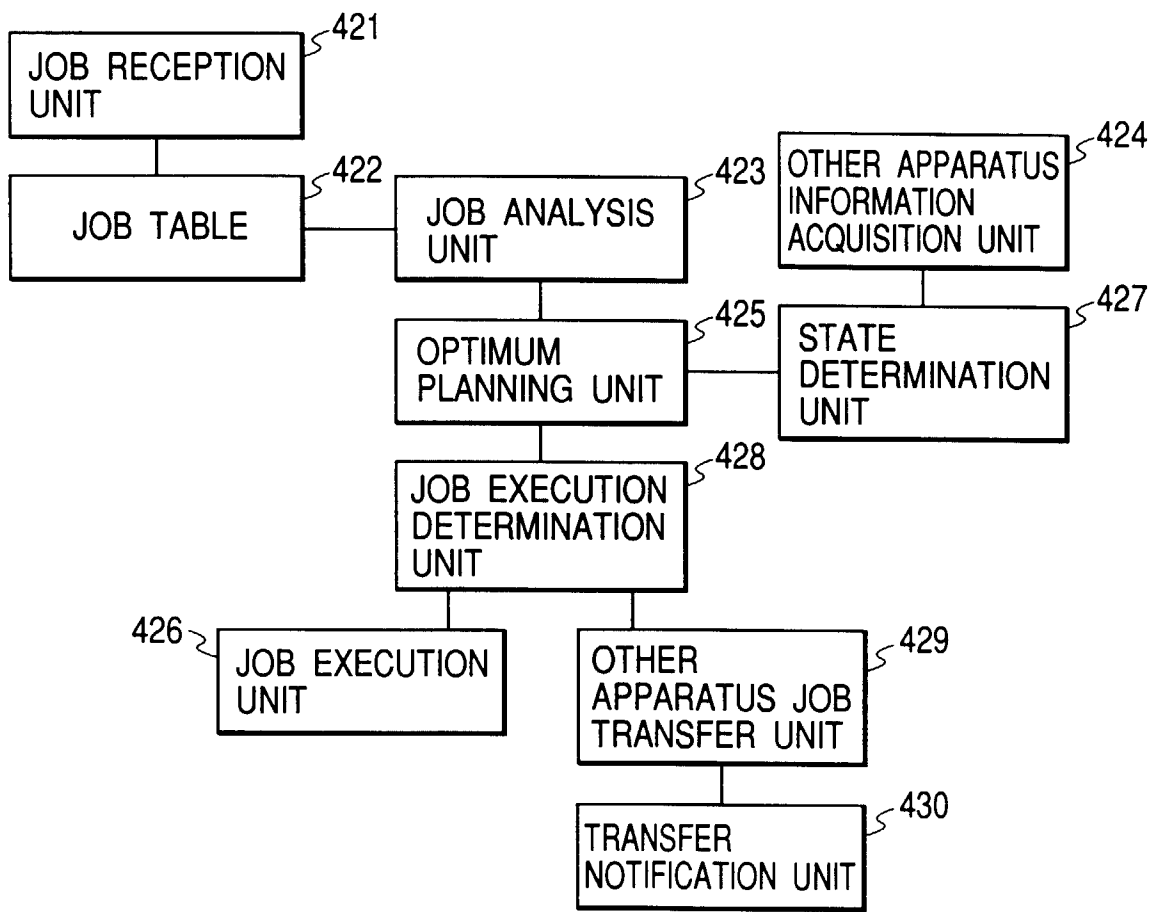 421
JOB RECEPTION
UNIT
422
JOB TABLE
423
JOB ANALYSIS
UNIT
424
OTHER APPARATUS
INFORMATION
ACQUISITION UNIT
425
OPTIMUM
PLANNING UNIT
427
STATE
DETERMINATION
UNIT
428
JOB EXECUTION
DETERMINATION
UNIT
426
JOB EXECUTION
UNIT
429
OTHER
APPARATUS JOB
TRANSFER UNIT
430
TRANSFER
NOTIFICATION UNIT